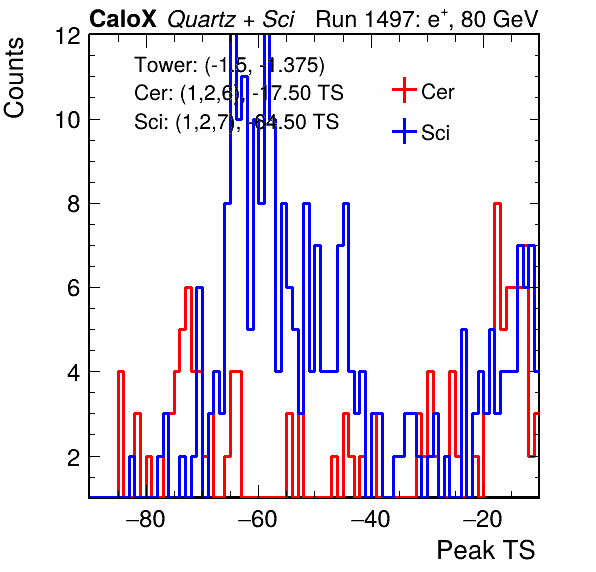 CaloX Quartz + Sci Run 1497: e+, 80 GeV
Counts
12
10
8
6
4
2
Tower: (-1.5, -1.375)
Cer: (1,2,6), -17.50 TS
Sci: (1,2,7), -64.50 TS
Cer
Sci
−80 −60 −40 −20
Peak TS